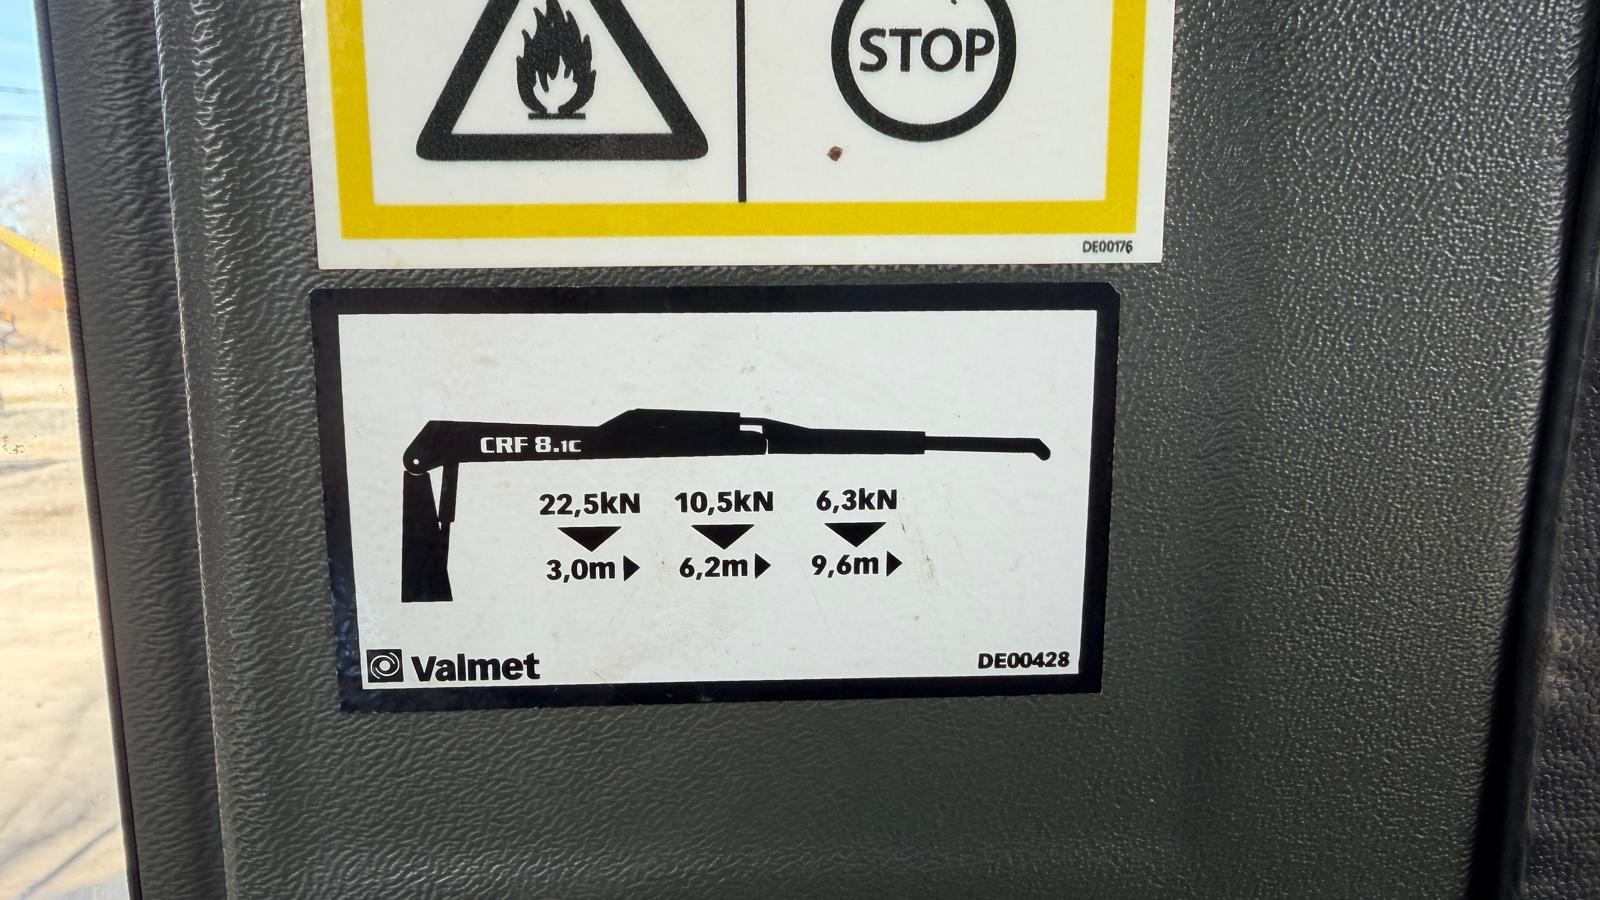 STOP
DE00176
CRF 8.1C
22,5kN 10,5kN 6,3kN
3,0m 6,2m 9,6m
Valmet
DE00428